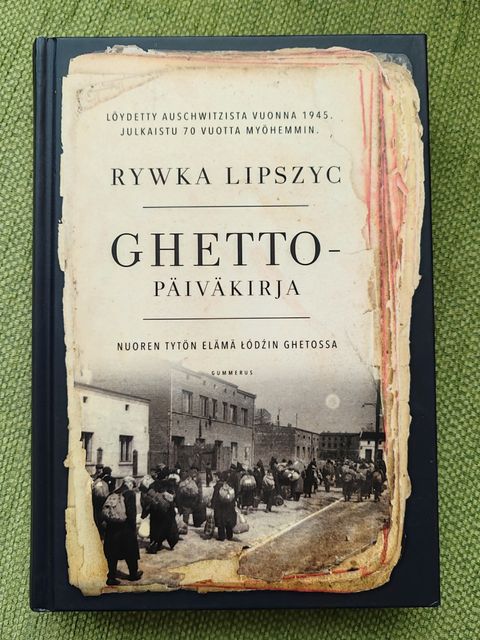 LÖYDETTY AUSCHWITZISTA VUONNA 1945.
JULKAISTU 70 VUOTTA MYÖHEMMIN.
RYWKA LIPSZYC
GHETTO-
PÄIVÄKIRJA
NUOREN TYTÖN ELÄMÄ ŁÓDŹIN GHETOSSA
GUMMERUS